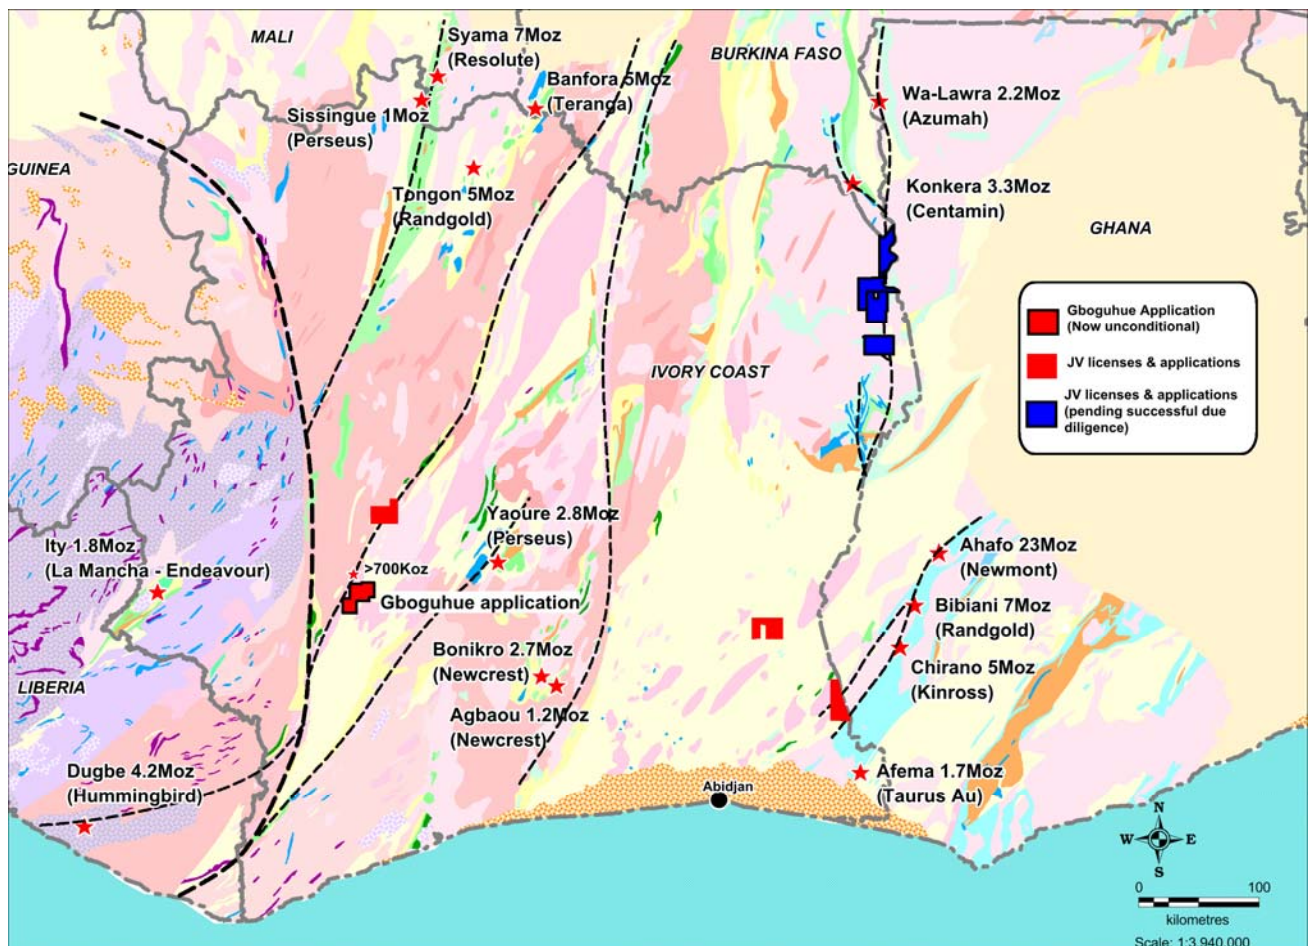 MALI
Syama 7Moz
(Resolute)
BURKINA FASO
Banfora 5Moz
(Teranga)
Sissingue 1Moz
(Perseus)
Wa-Lawra 2.2Moz
(Azumah)
GUINEA
Tongon 5Moz
(Randgold)
Konkera 3.3Moz
(Centamin)
GHANA
Gboguhue Application
(Now unconditional)
JV licenses & applications
JV licenses & applications
(pending successful due
diligence)
IVORY COAST
Yaoure 2.8Moz
(Perseus)
Ity 1.8Moz
(La Mancha - Endeavour)
>700Koz
Gboguhue application
Ahafo 23Moz
(Newmont)
Bibiani 7Moz
(Randgold)
Bonikro 2.7Moz
(Newcrest)
Chirano 5Moz
(Kinross)
LIBERIA
Agbaou 1.2Moz
(Newcrest)
Dugbe 4.2Moz
(Hummingbird)
Afema 1.7Moz
(Taurus Au)
Abidjan
N
W
E
S
0
100
kilometres
Scale: 1:3,940,000